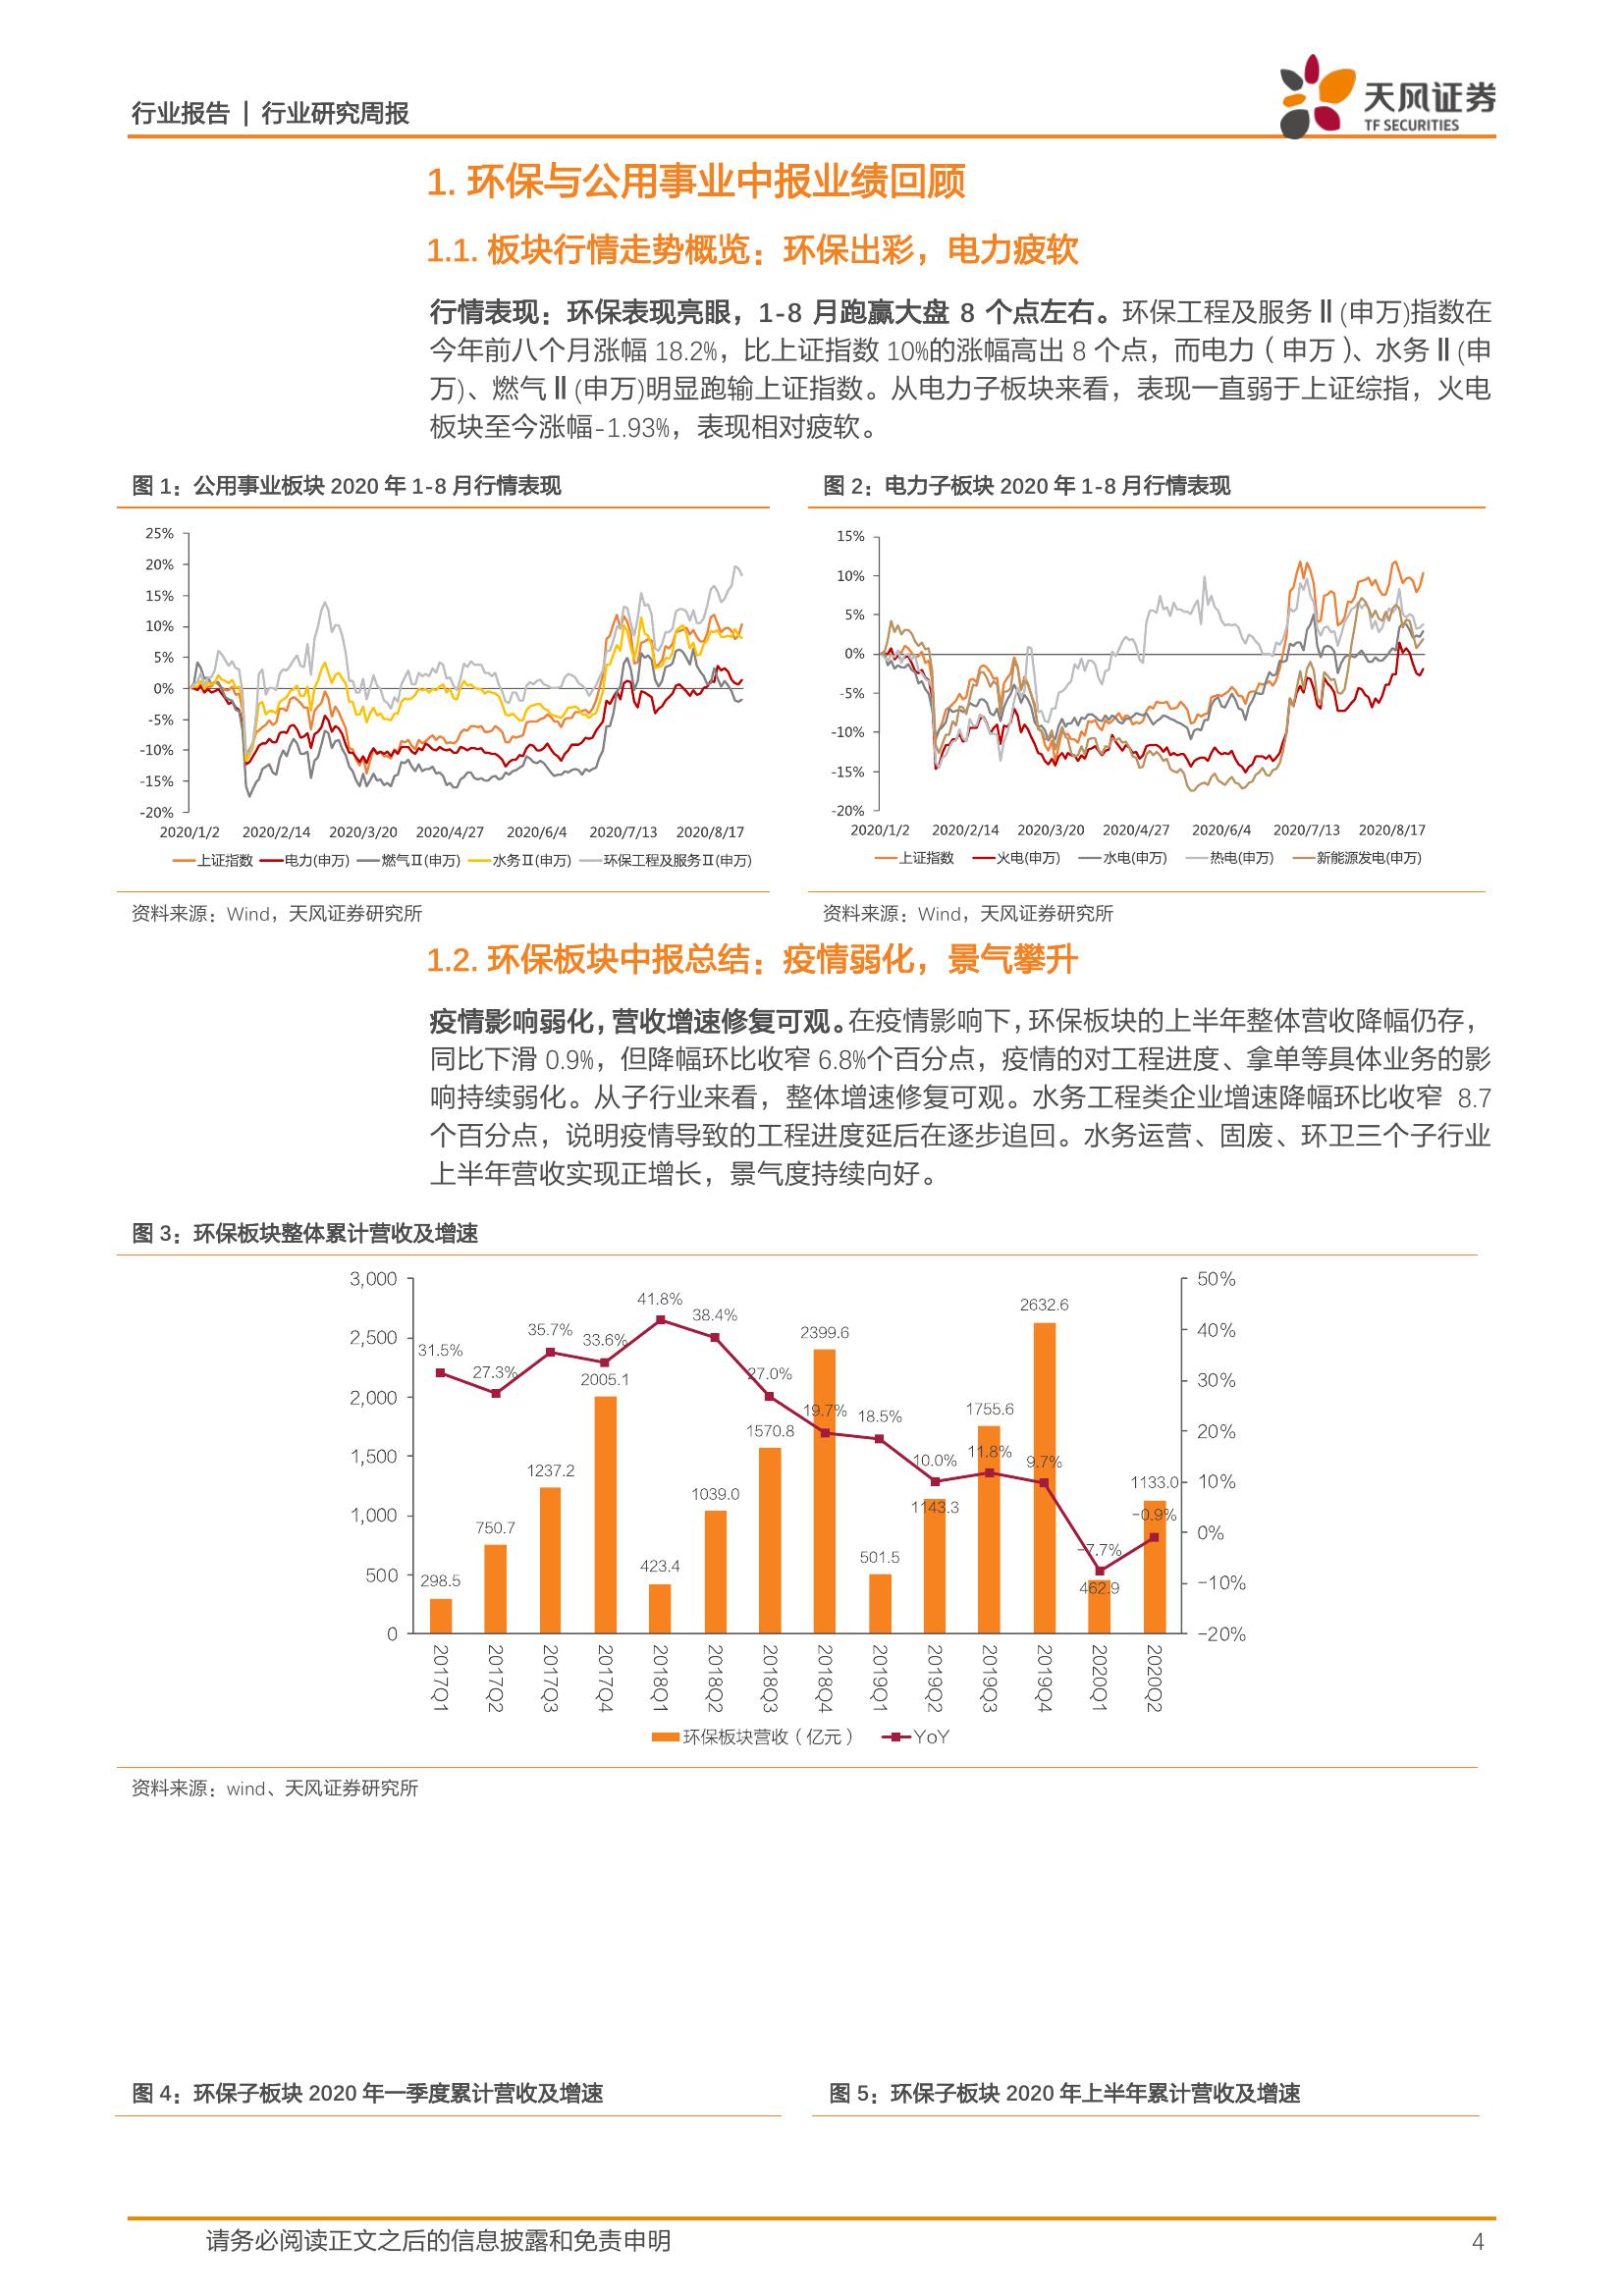 行业报告 | 行业研究周报
天风证券
TF SECURITIES
1. 环保与公用事业中报业绩回顾
1.1. 板块行情走势概览：环保出彩，电力疲软
行情表现：环保表现亮眼，1-8 月跑赢大盘 8 个点左右。环保工程及服务Ⅱ(申万)指数在
今年前八个月涨幅 18.2%，比上证指数 10%的涨幅高出 8 个点，而电力（申万）、水务Ⅱ(申
万)、燃气Ⅱ(申万)明显跑输上证指数。从电力子板块来看，表现一直弱于上证综指，火电
板块至今涨幅-1.93%，表现相对疲软。
图 1：公用事业板块 2020 年 1-8 月行情表现
25%
20%
15%
10%
5%
0%
-5%
-10%
-15%
-20%
2020/1/2 2020/2/14 2020/3/20 2020/4/27 2020/6/4 2020/7/13 2020/8/17
上证指数 电力(申万) 燃气Ⅱ(申万) 水务Ⅱ(申万) 环保工程及服务Ⅱ(申万)
资料来源：Wind，天风证券研究所
图 2：电力子板块 2020 年 1-8 月行情表现
15%
10%
5%
0%
-5%
-10%
-15%
-20%
2020/1/2 2020/2/14 2020/3/20 2020/4/27 2020/6/4 2020/7/13 2020/8/17
上证指数 火电(申万) 水电(申万) 热电(申万) 新能源发电(申万)
资料来源：Wind，天风证券研究所
1.2. 环保板块中报总结：疫情弱化，景气攀升
疫情影响弱化，营收增速修复可观。在疫情影响下，环保板块的上半年整体营收降幅仍存，
同比下滑 0.9%，但降幅环比收窄 6.8%个百分点，疫情的对工程进度、拿单等具体业务的影
响持续弱化。从子行业来看，整体增速修复可观。水务工程类企业增速降幅环比收窄 8.7
个百分点，说明疫情导致的工程进度延后在逐步追回。水务运营、固废、环卫三个子行业
上半年营收实现正增长，景气度持续向好。
图 3：环保板块整体累计营收及增速
3,000
2,500
2,000
1,500
1,000
500
0
50%
40%
30%
20%
10%
0%
-10%
-20%
31.5% 27.3% 35.7% 33.6% 41.8% 38.4% 27.0% 19.7% 18.5% 10.0% 11.8% 9.7% -7.7% -0.9%
298.5 750.7 1237.2 2005.1 423.4 1039.0 1570.8 2399.6 501.5 1143.3 1755.6 2632.6 462.9 1133.0
2017Q1 2017Q2 2017Q3 2017Q4 2018Q1 2018Q2 2018Q3 2018Q4 2019Q1 2019Q2 2019Q3 2019Q4 2020Q1 2020Q2
环保板块营收（亿元） YoY
资料来源：wind、天风证券研究所
图 4：环保子板块 2020 年一季度累计营收及增速
图 5：环保子板块 2020 年上半年累计营收及增速
请务必阅读正文之后的信息披露和免责申明
4